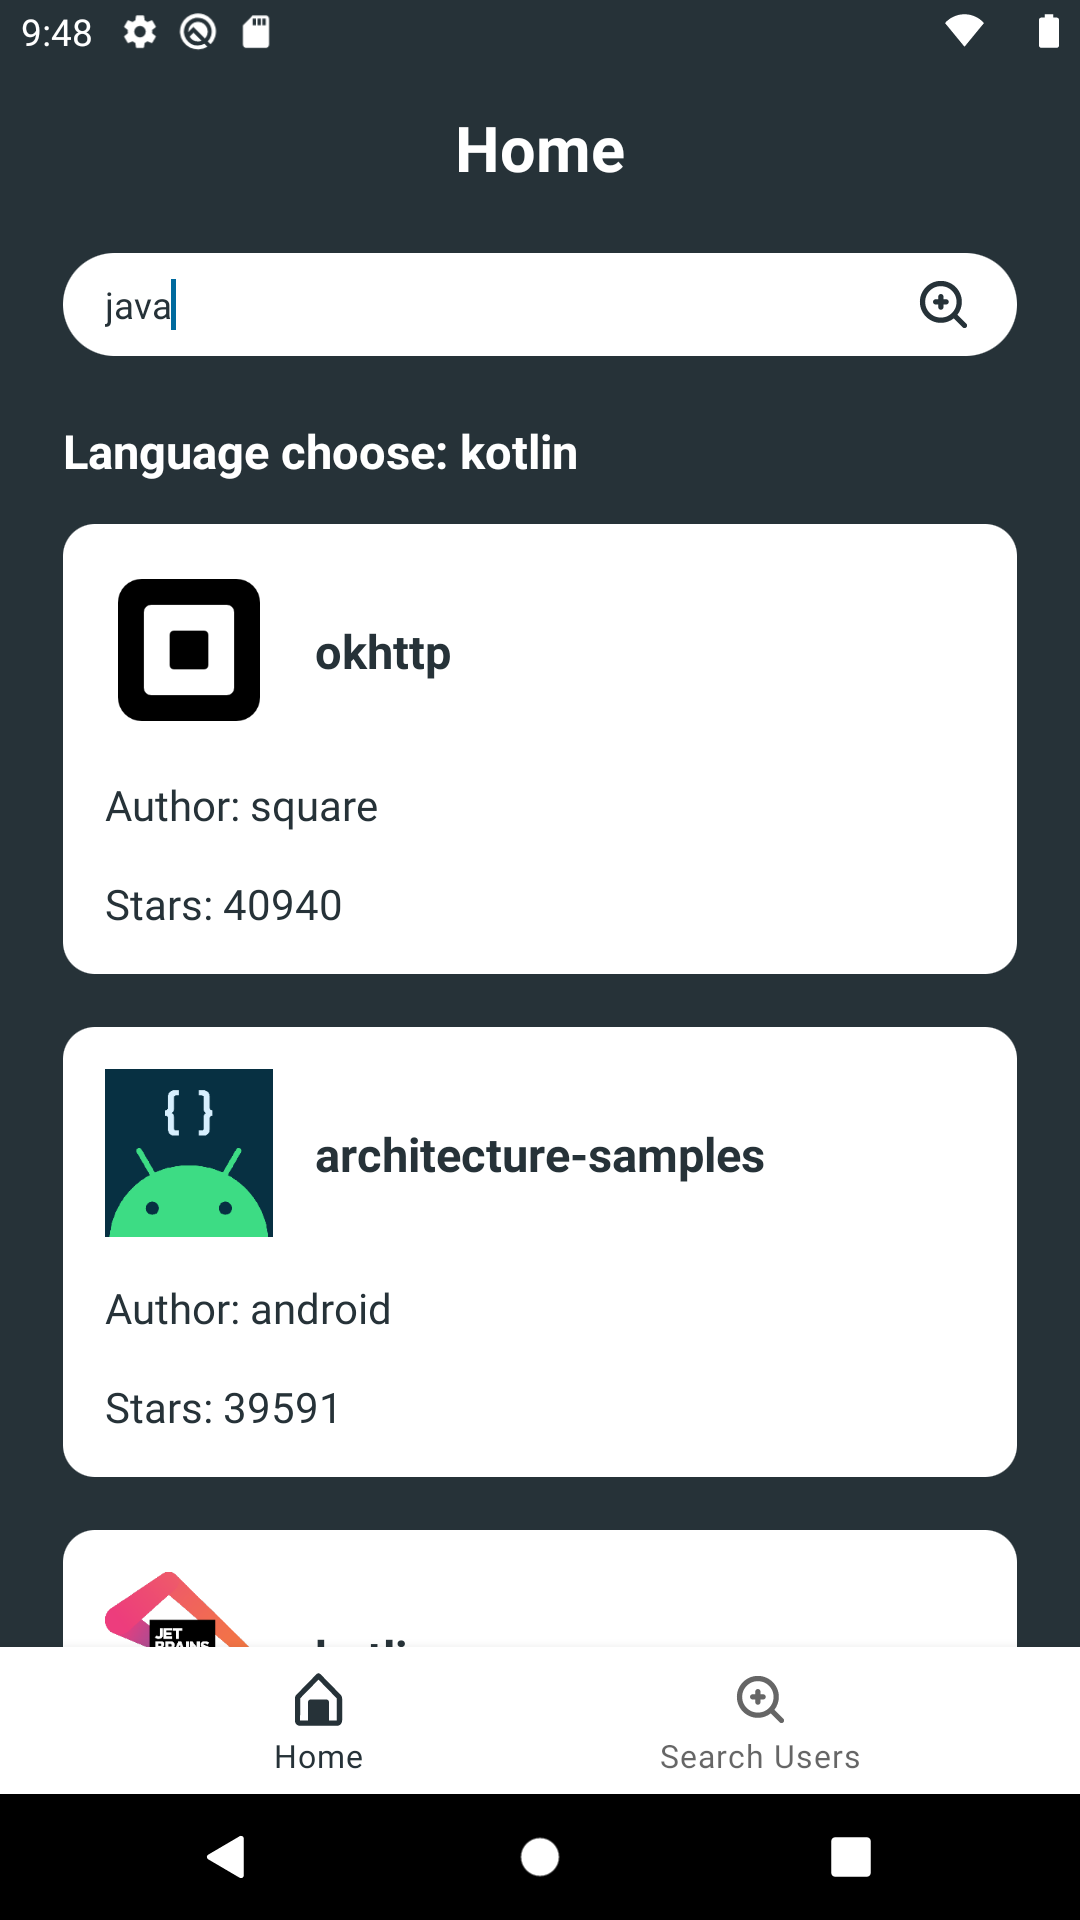 9:48
Home
java
Language choose: kotlin
okhttp
Author: square
Stars: 40940
{ }
architecture-samples
Author: android
Stars: 39591
JET
BRAINS
Home
Search Users